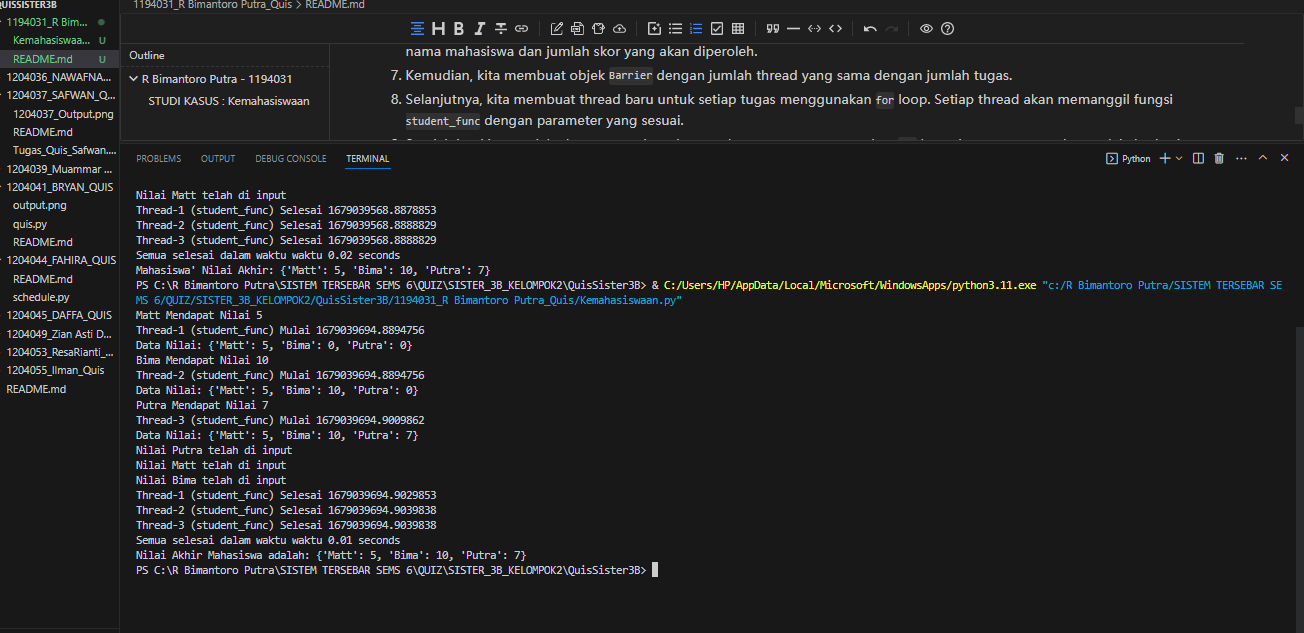 QUISSISTER3B
1194031_R Bim...
Kemahasiswaa... U
README.md U
1204036_NAWAFNA...
1204037_SAFWAN_Q...
1204037_Output.png
README.md
Tugas_Quis_Safwan....
1204039_Muammar ...
1204041_BRYAN_QUIS
output.png
quis.py
README.md
1204044_FAHIRA_QUIS
README.md
schedule.py
1204045_DAFFA_QUIS
1204049_Zian Asti D...
1204053_ResaRianti_...
1204055_Ilman_Quis
README.md
1194031_R Bimantoro Putra_Quis > README.md
Outline
R Bimantoro Putra - 1194031
STUDI KASUS : Kemahasiswaan
nama mahasiswa dan jumlah skor yang akan diperoleh.
7. Kemudian, kita membuat objek Barrier dengan jumlah thread yang sama dengan jumlah tugas.
8. Selanjutnya, kita membuat thread baru untuk setiap tugas menggunakan for loop. Setiap thread akan memanggil fungsi
student_func dengan parameter yang sesuai.
PROBLEMS OUTPUT DEBUG CONSOLE TERMINAL
Python
Nilai Matt telah di input
Thread-1 (student_func) Selesai 1679039568.8878853
Thread-2 (student_func) Selesai 1679039568.8888829
Thread-3 (student_func) Selesai 1679039568.8888829
Semua selesai dalam waktu waktu 0.02 seconds
Mahasiswa' Nilai Akhir: {'Matt': 5, 'Bima': 10, 'Putra': 7}
PS C:\R Bimantoro Putra\SISTEM TERSEBAR SEMS 6\QUIZ\SISTER_3B_KELOMPOK2\QuisSister3B> & C:/Users/HP/AppData/Local/Microsoft/WindowsApps/python3.11.exe "c:/R Bimantoro Putra/SISTEM TERSEBAR SE
MS 6/QUIZ/SISTER_3B_KELOMPOK2/QuisSister3B/1194031_R Bimantoro Putra_Quis/Kemahasiswaan.py"
Matt Mendapat Nilai 5
Thread-1 (student_func) Mulai 1679039694.8894756
Data Nilai: {'Matt': 5, 'Bima': 0, 'Putra': 0}
Bima Mendapat Nilai 10
Thread-2 (student_func) Mulai 1679039694.8894756
Data Nilai: {'Matt': 5, 'Bima': 10, 'Putra': 0}
Putra Mendapat Nilai 7
Thread-3 (student_func) Mulai 1679039694.9009862
Data Nilai: {'Matt': 5, 'Bima': 10, 'Putra': 7}
Nilai Putra telah di input
Nilai Matt telah di input
Nilai Bima telah di input
Thread-1 (student_func) Selesai 1679039694.9029853
Thread-2 (student_func) Selesai 1679039694.9039838
Thread-3 (student_func) Selesai 1679039694.9039838
Semua selesai dalam waktu waktu 0.01 seconds
Nilai Akhir Mahasiswa adalah: {'Matt': 5, 'Bima': 10, 'Putra': 7}
PS C:\R Bimantoro Putra\SISTEM TERSEBAR SEMS 6\QUIZ\SISTER_3B_KELOMPOK2\QuisSister3B>